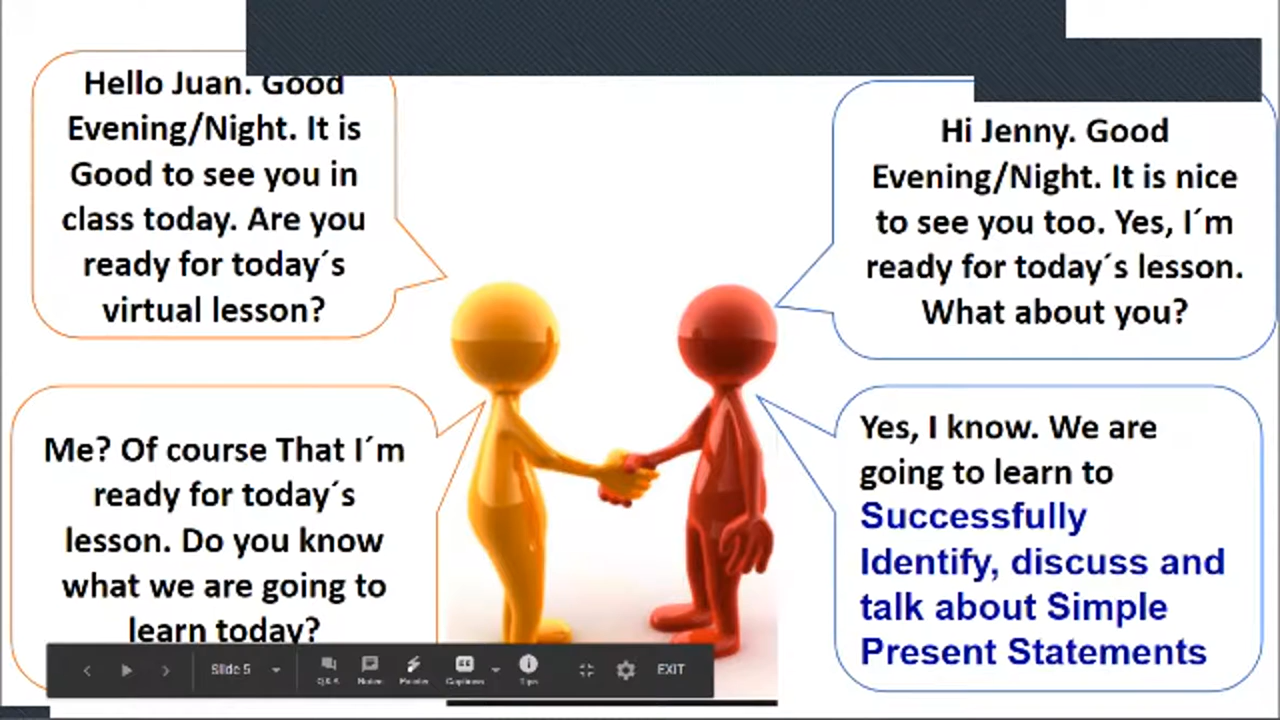 Hello Juan. Good
Evening/Night. It is
Good to see you in
class today. Are you
ready for today´s
virtual lesson?
Hi Jenny. Good
Evening/Night. It is nice
to see you too. Yes, I´m
ready for today´s lesson.
What about you?
Me? Of course That I´m
ready for today´s
lesson. Do you know
what we are going to
learn today?
Yes, I know. We are
going to learn to
Successfully
Identify, discuss and
talk about Simple
Present Statements
Slide 5
Q&A Notes Pointer Captions Tips
EXIT